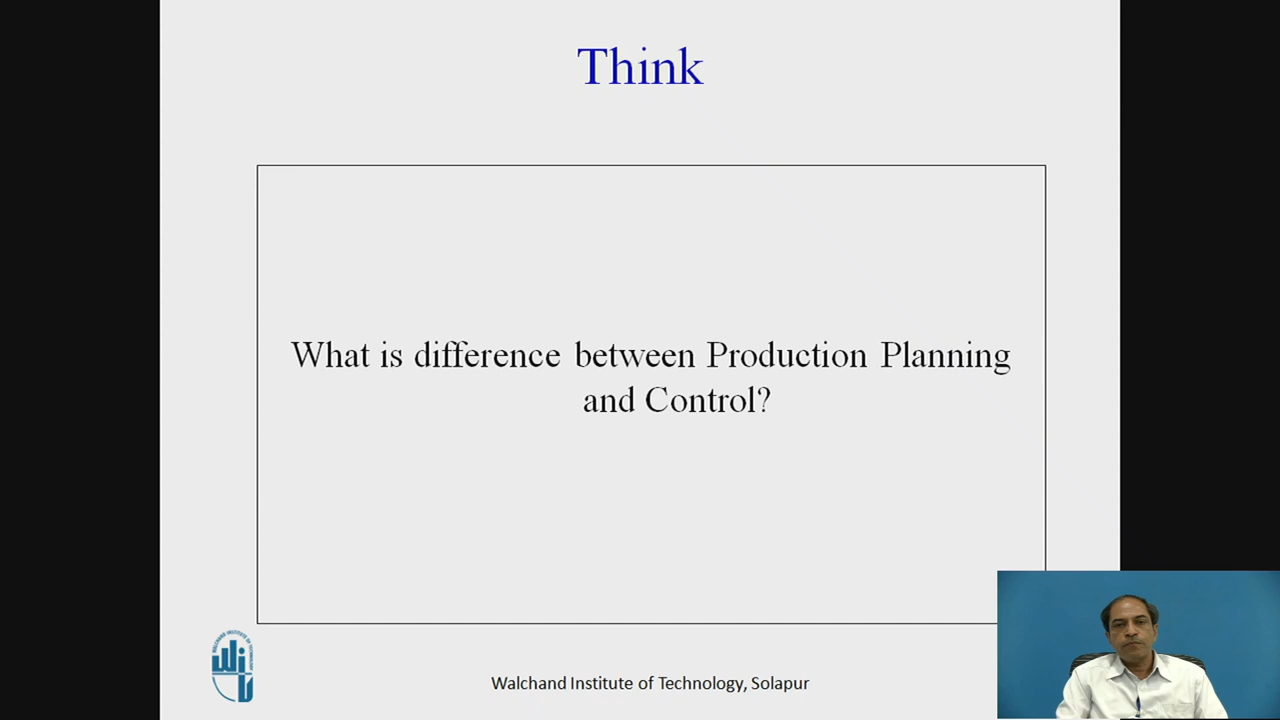 Think
What is difference between Production Planning
and Control?
Walchand Institute of Technology, Solapur